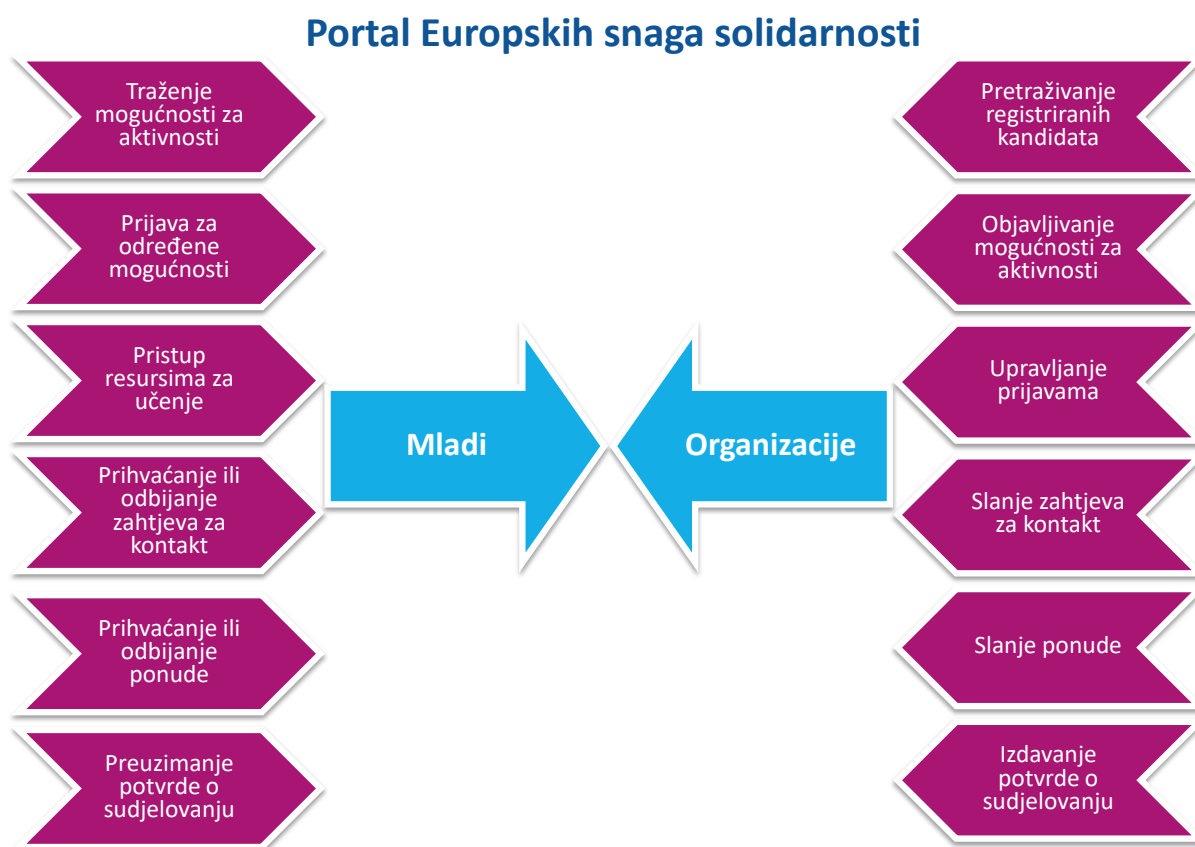 Portal Europskih snaga solidarnosti
Traženje
mogućnosti za
aktivnosti
Prijava za
određene
mogućnosti
Pristup
resursima za
učenje
Prihvaćanje ili
odbijanje
zahtjeva za
kontakt
Prihvaćanje ili
odbijanje
ponude
Preuzimanje
potvrde o
sudjelovanju
Mladi
Organizacije
Pretraživanje
registriranih
kandidata
Objavljivanje
mogućnosti za
aktivnosti
Upravljanje
prijavama
Slanje zahtjeva
za kontakt
Slanje ponude
Izdavanje
potvrde o
sudjelovanju